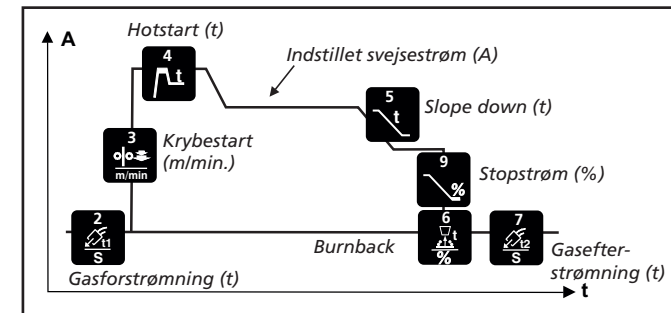 Hotstart (t)
A
4
t
Indstillet svejsestrøm (A)
5
t
Slope down (t)
3
m/min
Krybestart
(m/min.)
9
%
Stopstrøm (%)
2
t1
S
Burnback
6
t
%
7
t2
S
Gasefter-
strømning (t)
Gasforstrømning (t)
t